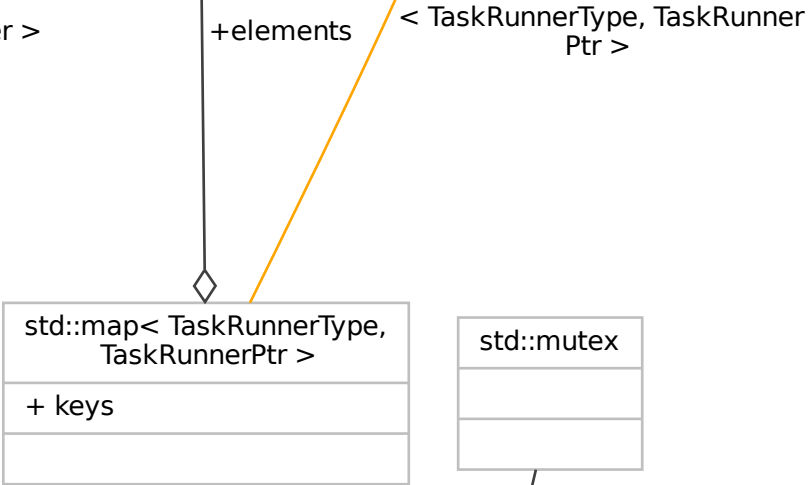 +elements
< TaskRunnerType, TaskRunner
Ptr >
std::map< TaskRunnerType,
TaskRunnerPtr >
+ keys
std::mutex